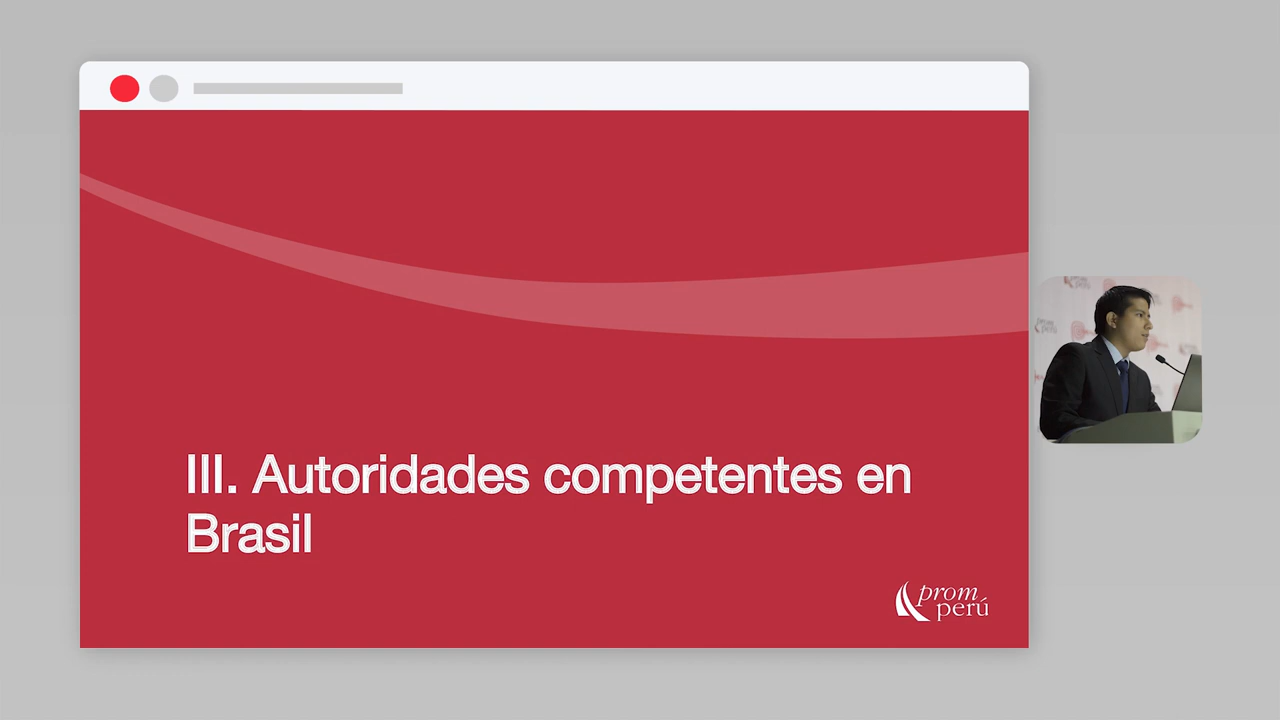 III. Autoridades competentes en
Brasil
prom
perú